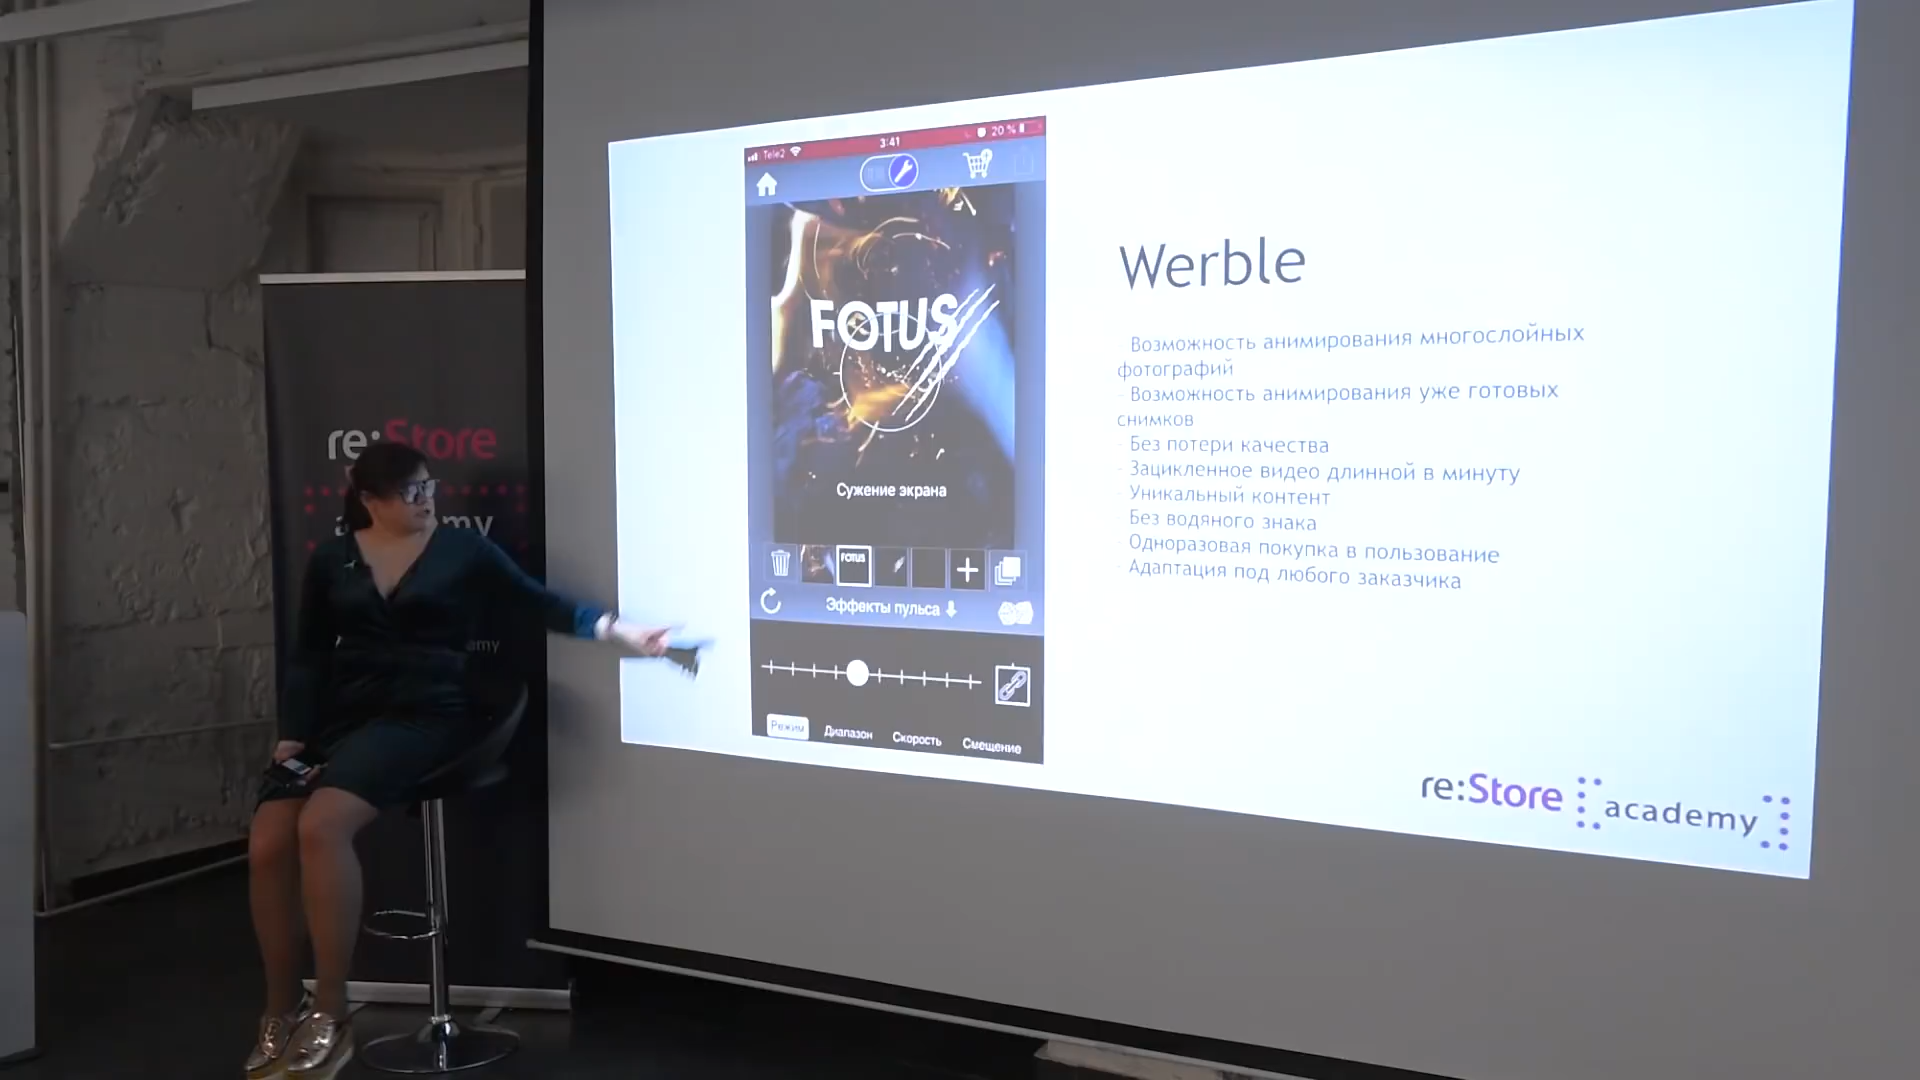 re:Store
amy
Tele2
3:41
20 %
FOTUS
Сужение экрана
FOTUS
Эффекты пульса
Режим
Диапазон
Скорость
Смещение
Werble
- Возможность анимирования многослойных
фотографий
- Возможность анимирования уже готовых
снимков
- Без потери качества
- Зацикленное видео длинной в минуту
- Уникальный контент
- Без водяного знака
- Одноразовая покупка в пользование
- Адаптация под любого заказчика
re:Store academy